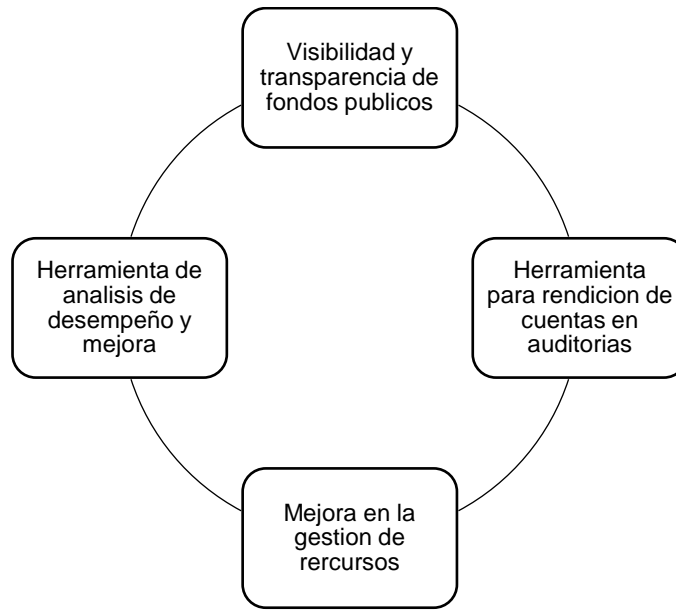 Visibilidad y
transparencia de
fondos publicos
Herramienta de
analisis de
desempeño y
mejora
Herramienta
para rendicion de
cuentas en
auditorias
Mejora en la
gestion de
rercursos